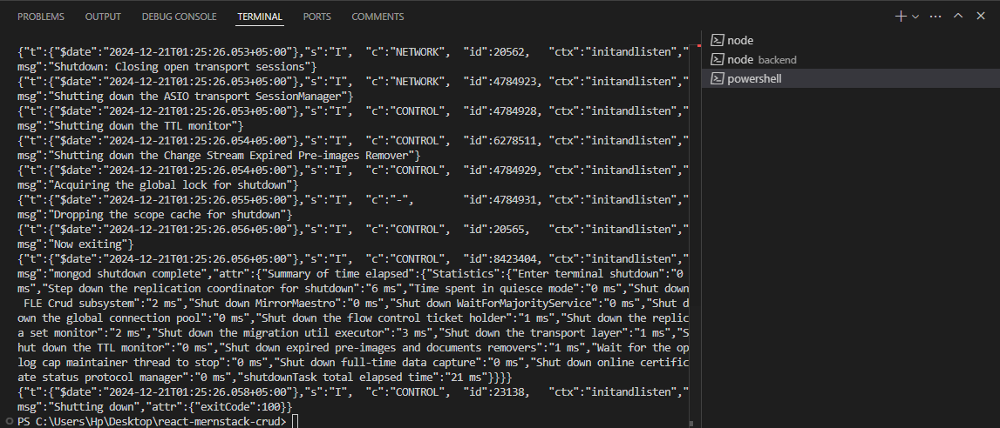 PROBLEMS OUTPUT DEBUG CONSOLE TERMINAL PORTS COMMENTS
{"t":{"$date":"2024-12-21T01:25:26.053+05:00"},"s":"I",  "c":"NETWORK",  "id":20562,   "ctx":"initandlisten","
msg":"Shutdown: Closing open transport sessions"}
{"t":{"$date":"2024-12-21T01:25:26.053+05:00"},"s":"I",  "c":"NETWORK",  "id":4784923, "ctx":"initandlisten","
msg":"Shutting down the ASIO transport SessionManager"}
{"t":{"$date":"2024-12-21T01:25:26.053+05:00"},"s":"I",  "c":"CONTROL",  "id":4784928, "ctx":"initandlisten","
msg":"Shutting down the TTL monitor"}
{"t":{"$date":"2024-12-21T01:25:26.054+05:00"},"s":"I",  "c":"CONTROL",  "id":6278511, "ctx":"initandlisten","
msg":"Shutting down the Change Stream Expired Pre-images Remover"}
{"t":{"$date":"2024-12-21T01:25:26.054+05:00"},"s":"I",  "c":"CONTROL",  "id":4784929, "ctx":"initandlisten","
msg":"Acquiring the global lock for shutdown"}
{"t":{"$date":"2024-12-21T01:25:26.055+05:00"},"s":"I",  "c":"-",        "id":4784931, "ctx":"initandlisten","
msg":"Dropping the scope cache for shutdown"}
{"t":{"$date":"2024-12-21T01:25:26.056+05:00"},"s":"I",  "c":"CONTROL",  "id":20565,   "ctx":"initandlisten","
msg":"Now exiting"}
{"t":{"$date":"2024-12-21T01:25:26.056+05:00"},"s":"I",  "c":"CONTROL",  "id":8423404, "ctx":"initandlisten","
msg":"mongod shutdown complete","attr":{"Summary of time elapsed":{"Statistics":{"Enter terminal shutdown":"0
ms","Step down the replication coordinator for shutdown":"6 ms","Time spent in quiesce mode":"0 ms","Shut down
 FLE Crud subsystem":"2 ms","Shut down MirrorMaestro":"0 ms","Shut down WaitForMajorityService":"0 ms","Shut d
own the global connection pool":"0 ms","Shut down the flow control ticket holder":"1 ms","Shut down the replic
a set monitor":"2 ms","Shut down the migration util executor":"3 ms","Shut down the transport layer":"1 ms","S
hut down the TTL monitor":"0 ms","Shut down expired pre-images and documents removers":"1 ms","Wait for the op
log cap maintainer thread to stop":"0 ms","Shut down full-time data capture":"0 ms","Shut down online certific
ate status protocol manager":"0 ms","shutdownTask total elapsed time":"21 ms"}}}}
{"t":{"$date":"2024-12-21T01:25:26.058+05:00"},"s":"I",  "c":"CONTROL",  "id":23138,   "ctx":"initandlisten","
msg":"Shutting down","attr":{"exitCode":100}}
PS C:\Users\Hp\Desktop\react-mernstack-crud>
node
node backend
powershell